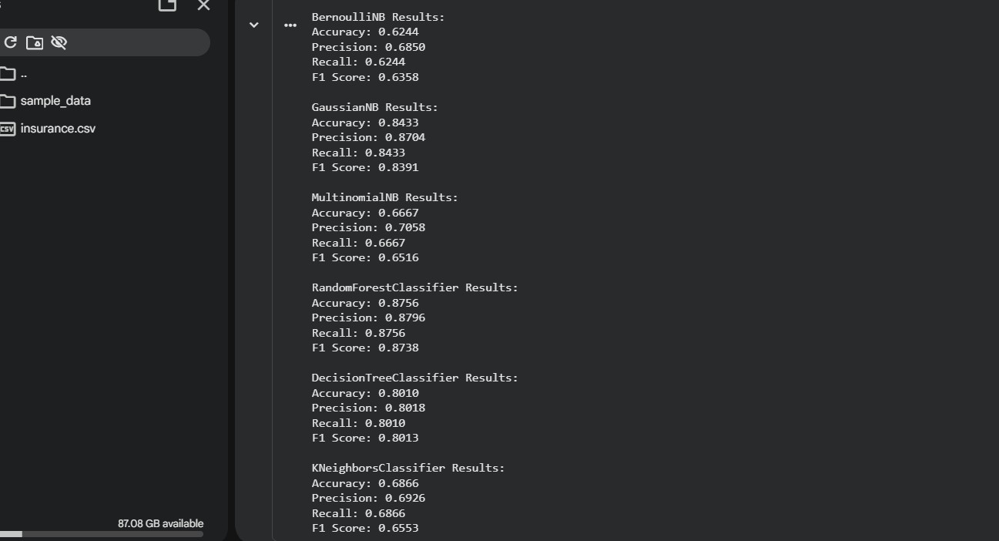 ..
sample_data
CSV insurance.csv
87.08 GB available
BernoulliNB Results:
Accuracy: 0.6244
Precision: 0.6850
Recall: 0.6244
F1 Score: 0.6358
GaussianNB Results:
Accuracy: 0.8433
Precision: 0.8704
Recall: 0.8433
F1 Score: 0.8391
MultinomialNB Results:
Accuracy: 0.6667
Precision: 0.7058
Recall: 0.6667
F1 Score: 0.6516
RandomForestClassifier Results:
Accuracy: 0.8756
Precision: 0.8796
Recall: 0.8756
F1 Score: 0.8738
DecisionTreeClassifier Results:
Accuracy: 0.8010
Precision: 0.8018
Recall: 0.8010
F1 Score: 0.8013
KNeighborsClassifier Results:
Accuracy: 0.6866
Precision: 0.6926
Recall: 0.6866
F1 Score: 0.6553